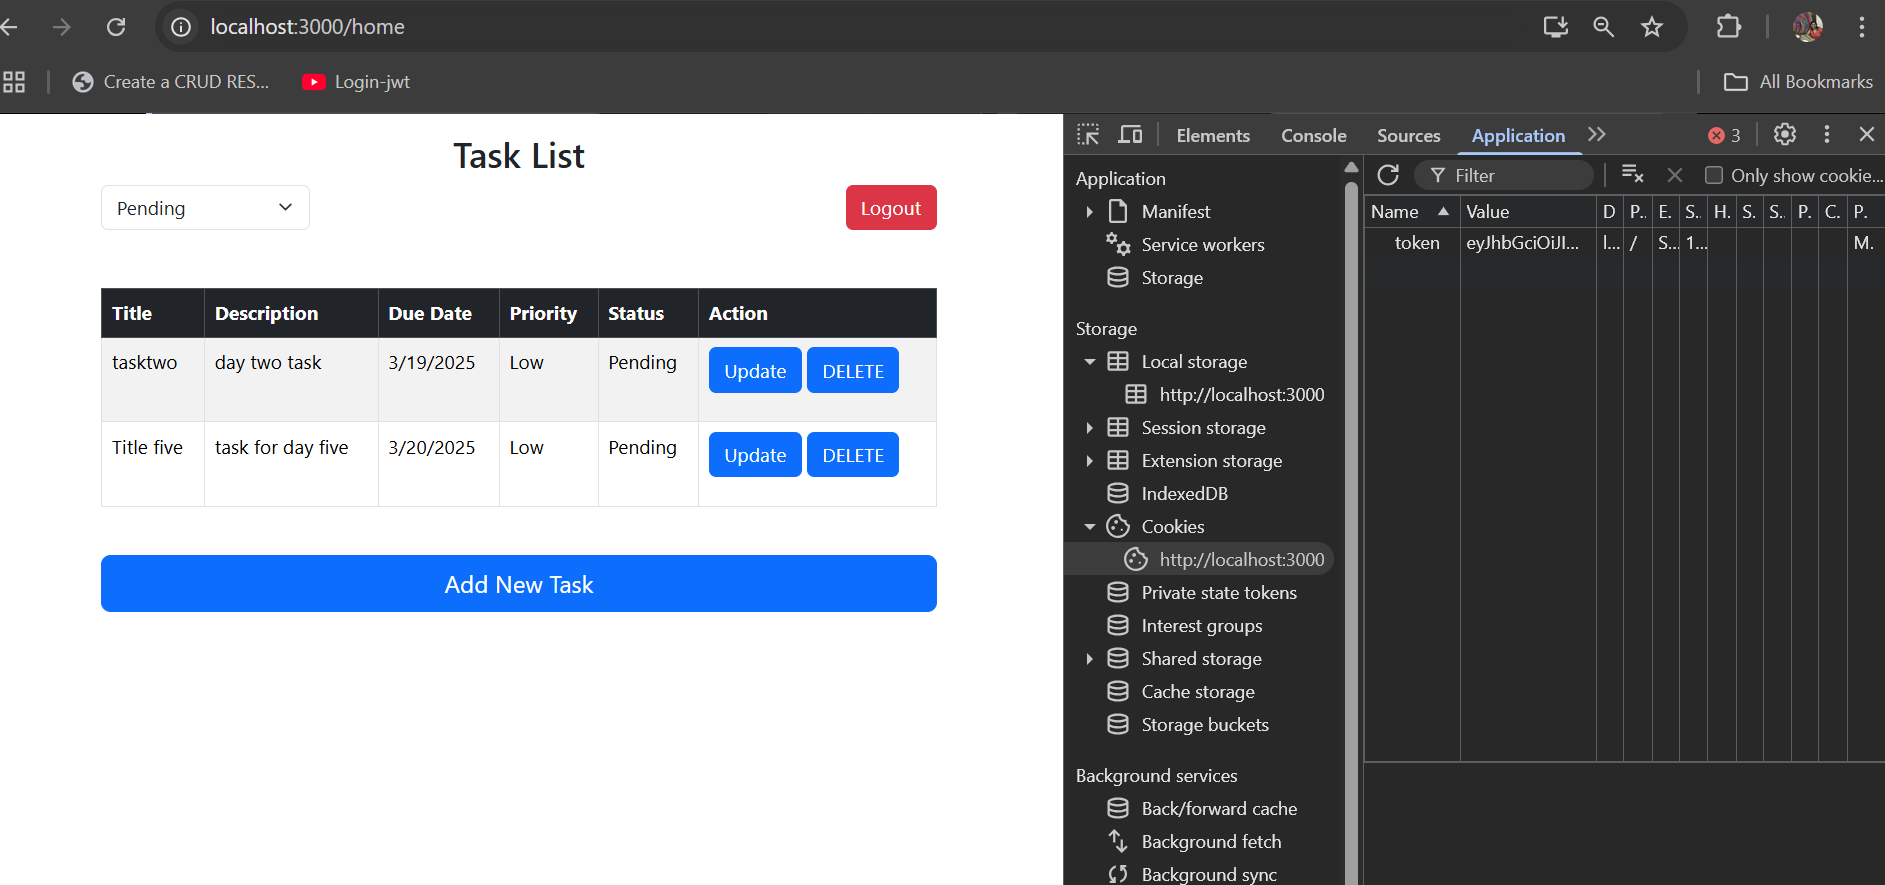 localhost:3000/home
Create a CRUD RES... Login-jwt All Bookmarks
Task List
Pending Logout
Title Description Due Date Priority Status Action
tasktwo day two task 3/19/2025 Low Pending Update DELETE
Title five task for day five 3/20/2025 Low Pending Update DELETE
Add New Task
Elements Console Sources Application 3
Filter Only show cookie...
Application
Manifest
Service workers
Storage
Storage
Local storage
http://localhost:3000
Session storage
Extension storage
IndexedDB
Cookies
http://localhost:3000
Private state tokens
Interest groups
Shared storage
Cache storage
Storage buckets
Background services
Back/forward cache
Background fetch
Background sync
Name Value D P.. E. S.. H. S. S.. P. C. P.
token eyJhbGciOiJI... l... / S... 1... M.